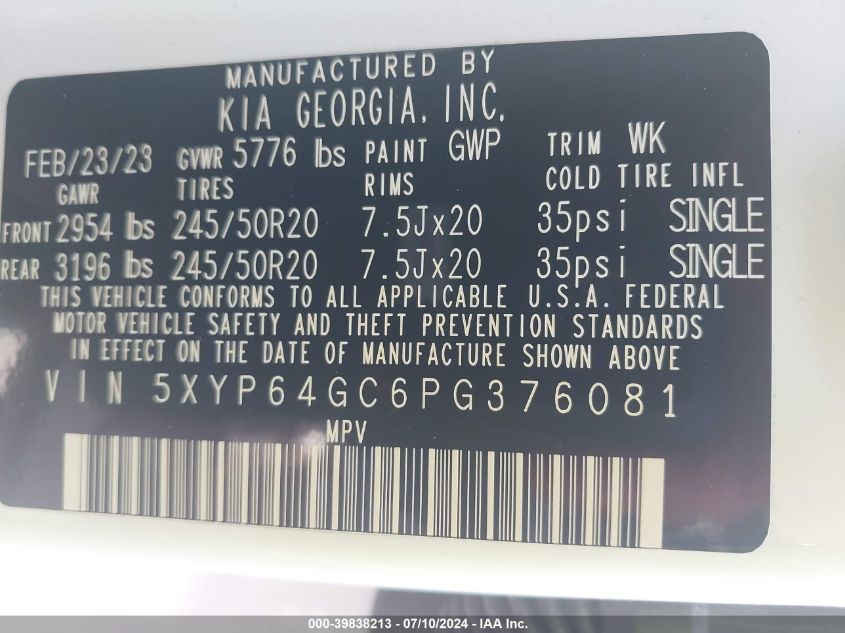 MANUFACTURED BY
KIA GEORGIA, INC.
FEB/23/23 GVWR 5776 lbs PAINT GWP TRIM WK
GAWR TIRES RIMS COLD TIRE INFL
FRONT 2954 lbs 245/50R20 7.5Jx20 35psi SINGLE
REAR 3196 lbs 245/50R20 7.5Jx20 35psi SINGLE
THIS VEHICLE CONFORMS TO ALL APPLICABLE U.S.A. FEDERAL
MOTOR VEHICLE SAFETY AND THEFT PREVENTION STANDARDS
IN EFFECT ON THE DATE OF MANUFACTURE SHOWN ABOVE
VIN 5XYP64GC6PG376081
MPV
000-39838213 - 07/10/2024 - IAA Inc.